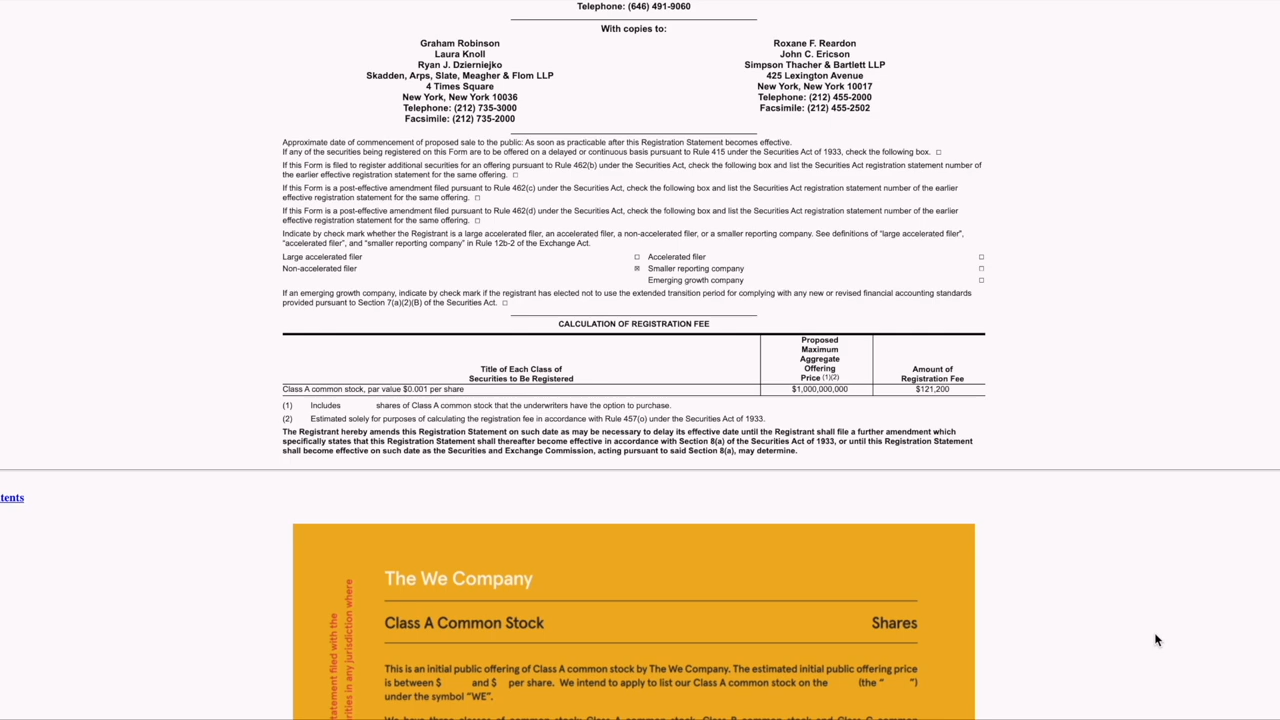 Telephone: (646) 491-9060
With copies to:
Graham Robinson
Laura Knoll
Ryan J. Dzierniejko
Skadden, Arps, Slate, Meagher & Flom LLP
4 Times Square
New York, New York 10036
Telephone: (212) 735-3000
Facsimile: (212) 735-2000
Roxane F. Reardon
John C. Ericson
Simpson Thacher & Bartlett LLP
425 Lexington Avenue
New York, New York 10017
Telephone: (212) 455-2000
Facsimile: (212) 455-2502
Approximate date of commencement of proposed sale to the public: As soon as practicable after this Registration Statement becomes effective.
If any of the securities being registered on this Form are to be offered on a delayed or continuous basis pursuant to Rule 415 under the Securities Act of 1933, check the following box. ☐
If this Form is filed to register additional securities for an offering pursuant to Rule 462(b) under the Securities Act, check the following box and list the Securities Act registration statement number of
the earlier effective registration statement for the same offering. ☐
If this Form is a post-effective amendment filed pursuant to Rule 462(c) under the Securities Act, check the following box and list the Securities Act registration statement number of the earlier
effective registration statement for the same offering. ☐
If this Form is a post-effective amendment filed pursuant to Rule 462(d) under the Securities Act, check the following box and list the Securities Act registration statement number of the earlier
effective registration statement for the same offering. ☐
Indicate by check mark whether the Registrant is a large accelerated filer, an accelerated filer, a non-accelerated filer, or a smaller reporting company. See definitions of "large accelerated filer",
"accelerated filer", and "smaller reporting company" in Rule 12b-2 of the Exchange Act.
Large accelerated filer ☐ Accelerated filer ☐
Non-accelerated filer ☒ Smaller reporting company ☐
Emerging growth company ☐
If an emerging growth company, indicate by check mark if the registrant has elected not to use the extended transition period for complying with any new or revised financial accounting standards
provided pursuant to Section 7(a)(2)(B) of the Securities Act. ☐
CALCULATION OF REGISTRATION FEE
Title of Each Class of
Securities to Be Registered
Proposed
Maximum
Aggregate
Offering
Price (1)(2)
Amount of
Registration Fee
Class A common stock, par value $0.001 per share $1,000,000,000 $121,200
(1) Includes shares of Class A common stock that the underwriters have the option to purchase.
(2) Estimated solely for purposes of calculating the registration fee in accordance with Rule 457(o) under the Securities Act of 1933.
The Registrant hereby amends this Registration Statement on such date as may be necessary to delay its effective date until the Registrant shall file a further amendment which
specifically states that this Registration Statement shall thereafter become effective in accordance with Section 8(a) of the Securities Act of 1933, or until this Registration Statement
shall become effective on such date as the Securities and Exchange Commission, acting pursuant to said Section 8(a), may determine.
tents
The We Company
Class A Common Stock Shares
This is an initial public offering of Class A common stock by The We Company. The estimated initial public offering price
is between $ and $ per share. We intend to apply to list our Class A common stock on the (the " ")
under the symbol "WE".
We have three classes of common stock: Class A common stock, Class B common stock and Class C common
tatement filed with the
rities in any jurisdiction where